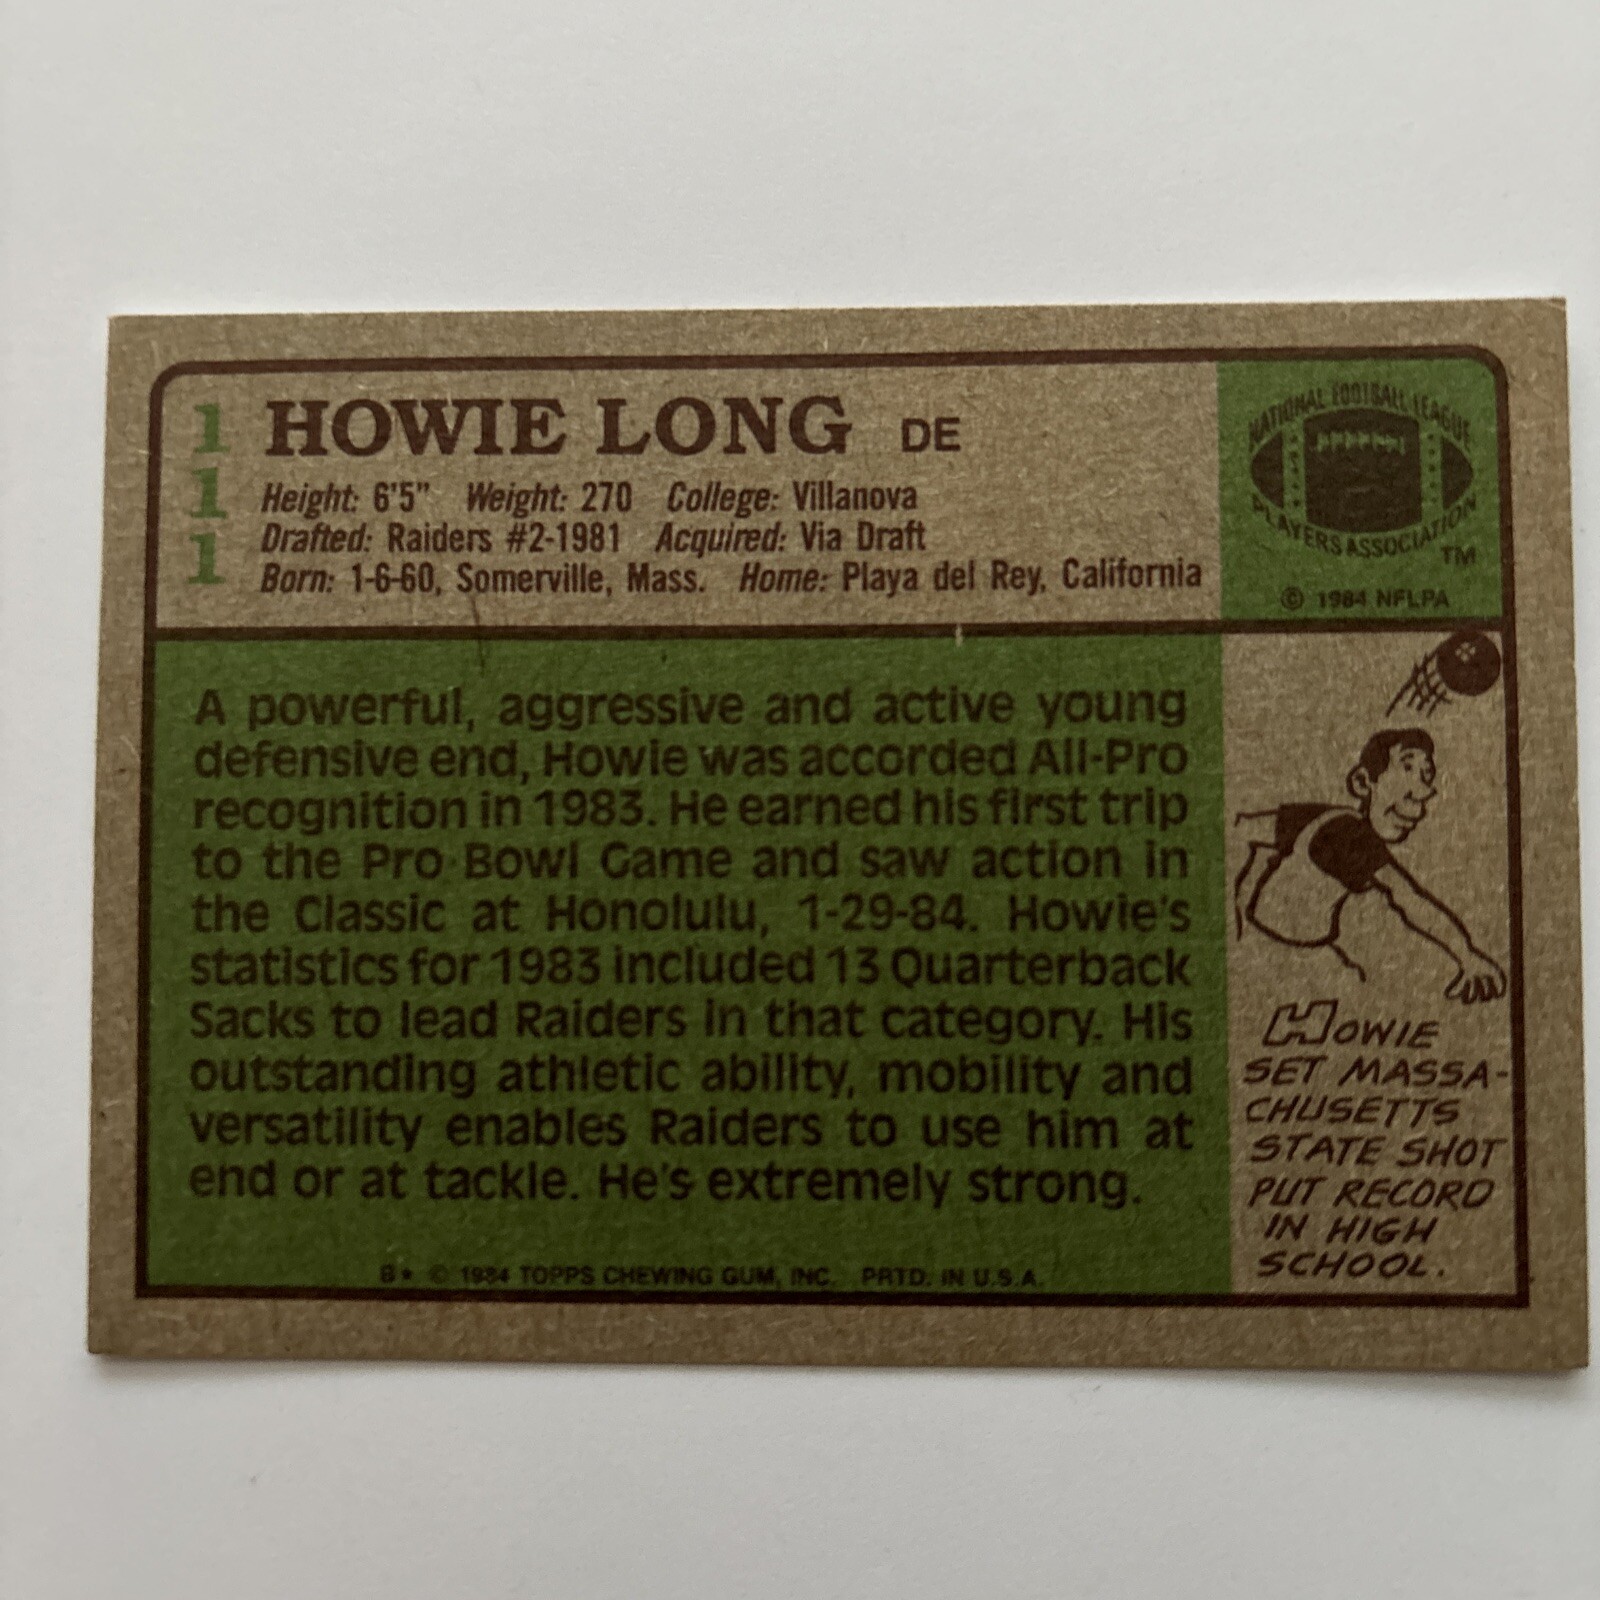 1
1
1
HOWIE LONG DE
Height: 6'5" Weight: 270 College: Villanova
Drafted: Raiders #2-1981 Acquired: Via Draft
Born: 1-6-60, Somerville, Mass. Home: Playa del Rey, California
NATIONAL FOOTBALL LEAGUE
PLAYERS ASSOCIATION
TM
© 1984 NFLPA
A powerful, aggressive and active young
defensive end, Howie was accorded All-Pro
recognition in 1983. He earned his first trip
to the Pro Bowl Game and saw action in
the Classic at Honolulu, 1-29-84. Howie's
statistics for 1983 included 13 Quarterback
Sacks to lead Raiders in that category. His
outstanding athletic ability, mobility and
versatility enables Raiders to use him at
end or at tackle. He's extremely strong.
B* © 1984 TOPPS CHEWING GUM, INC. PRTD. IN U.S.A.
HOWIE
SET MASSA-
CHUSETTS
STATE SHOT
PUT RECORD
IN HIGH
SCHOOL.